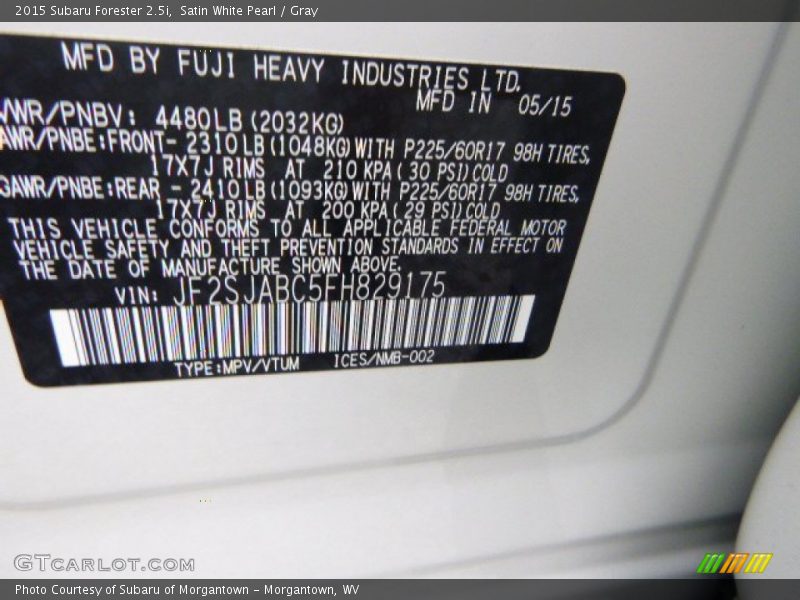 2015 Subaru Forester 2.5i,  Satin White Pearl / Gray
MFD BY FUJI HEAVY INDUSTRIES LTD.
MFD IN 05/15
VWR/PNBV: 4480LB (2032KG)
AWR/PNBE:FRONT- 2310LB (1048KG) WITH P225/60R17 98H TIRES,
17X7J RIMS AT 210 KPA ( 30 PSI) COLD
GAWR/PNBE:REAR - 2410LB (1093KG) WITH P225/60R17 98H TIRES,
17X7J RIMS AT 200 KPA ( 29 PSI) COLD
THIS VEHICLE CONFORMS TO ALL APPLICABLE FEDERAL MOTOR
VEHICLE SAFETY AND THEFT PREVENTION STANDARDS IN EFFECT ON
THE DATE OF MANUFACTURE SHOWN ABOVE.
VIN: JF2SJABC5FH829175
TYPE:MPV/VTUM ICES/NMB-002
GTCARLOT.COM
Photo Courtesy of Subaru of Morgantown - Morgantown, WV